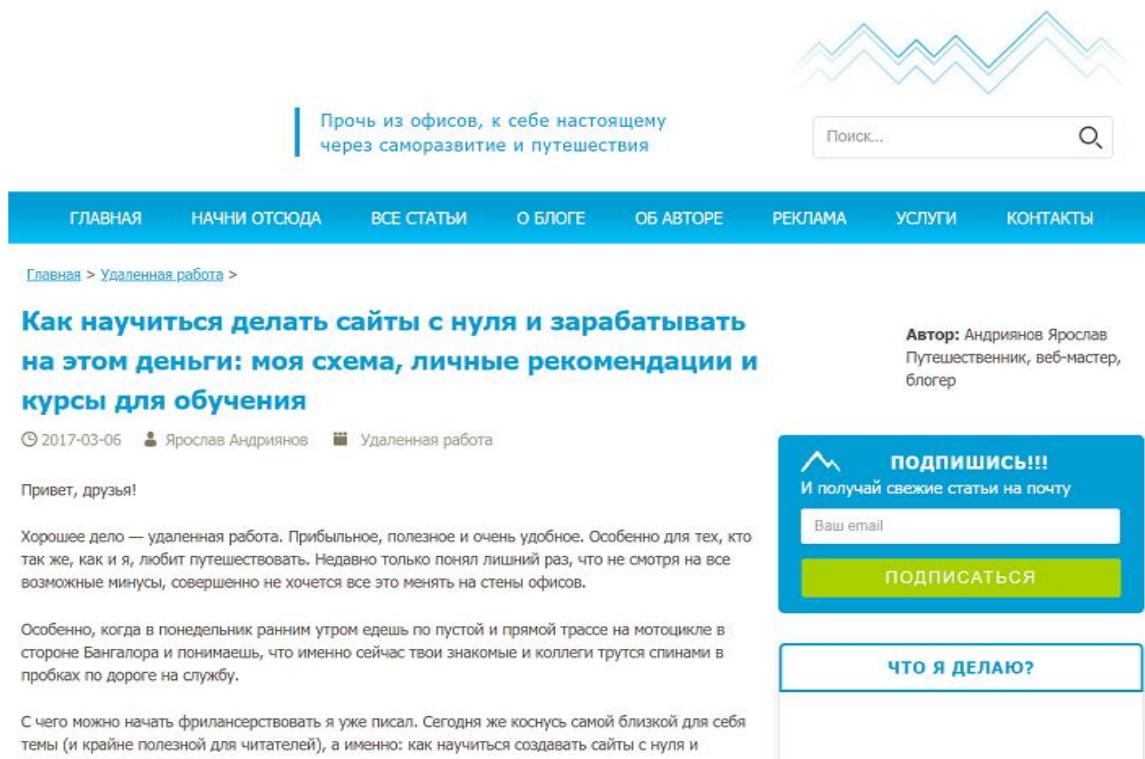 Прочь из офисов, к себе настоящему
через саморазвитие и путешествия
Поиск...
ГЛАВНАЯ НАЧНИ ОТСЮДА ВСЕ СТАТЬИ О БЛОГЕ ОБ АВТОРЕ РЕКЛАМА УСЛУГИ КОНТАКТЫ
Главная > Удаленная работа >
Как научиться делать сайты с нуля и зарабатывать
на этом деньги: моя схема, личные рекомендации и
курсы для обучения
2017-03-06 Ярослав Андриянов Удаленная работа
Привет, друзья!
Хорошее дело — удаленная работа. Прибыльное, полезное и очень удобное. Особенно для тех, кто
так же, как и я, любит путешествовать. Недавно только понял лишний раз, что не смотря на все
возможные минусы, совершенно не хочется все это менять на стены офисов.
Особенно, когда в понедельник ранним утром едешь по пустой и прямой трассе на мотоцикле в
стороне Бангалора и понимаешь, что именно сейчас твои знакомые и коллеги трутся спинами в
пробках по дороге на службу.
С чего можно начать фрилансерствовать я уже писал. Сегодня же коснусь самой близкой для себя
темы (и крайне полезной для читателей), а именно: как научиться создавать сайты с нуля и
Автор: Андриянов Ярослав
Путешественник, веб-мастер,
блогер
ПОДПИШИСЬ!!!
И получай свежие статьи на почту
Ваш email
ПОДПИСАТЬСЯ
ЧТО Я ДЕЛАЮ?